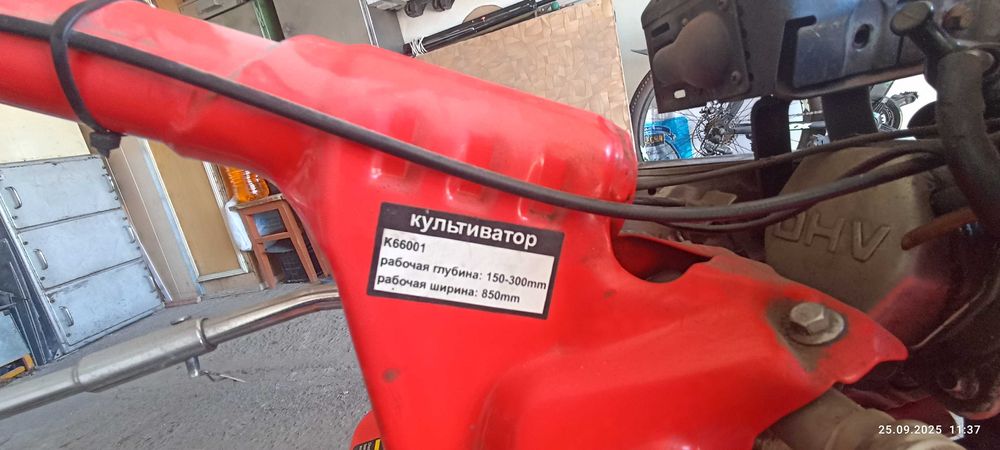 культиватор
K66001
рабочая глубина: 150-300mm
рабочая ширина: 850mm
OHV
25.09.2025 11:37